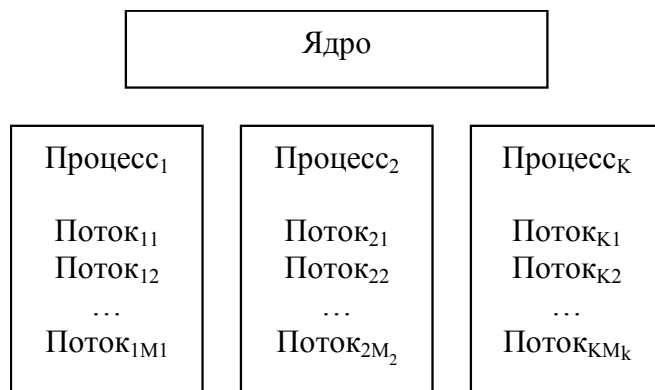 Ядро
Процесс₁
Поток₁₁
Поток₁₂
…
Поток₁M₁
Процесс₂
Поток₂₁
Поток₂₂
…
Поток₂M₂
ПроцессK
ПотокK₁
ПотокK₂
…
ПотокKMk